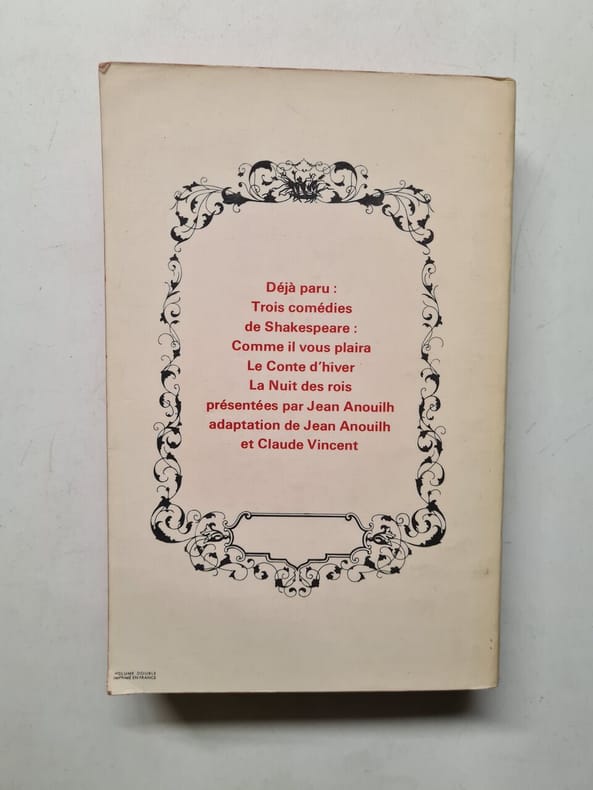 Déjà paru :
Trois comédies
de Shakespeare :
Comme il vous plaira
Le Conte d'hiver
La Nuit des rois
présentées par Jean Anouilh
adaptation de Jean Anouilh
et Claude Vincent
VOLUME DOUBLE
IMPRIMÉ EN FRANCE